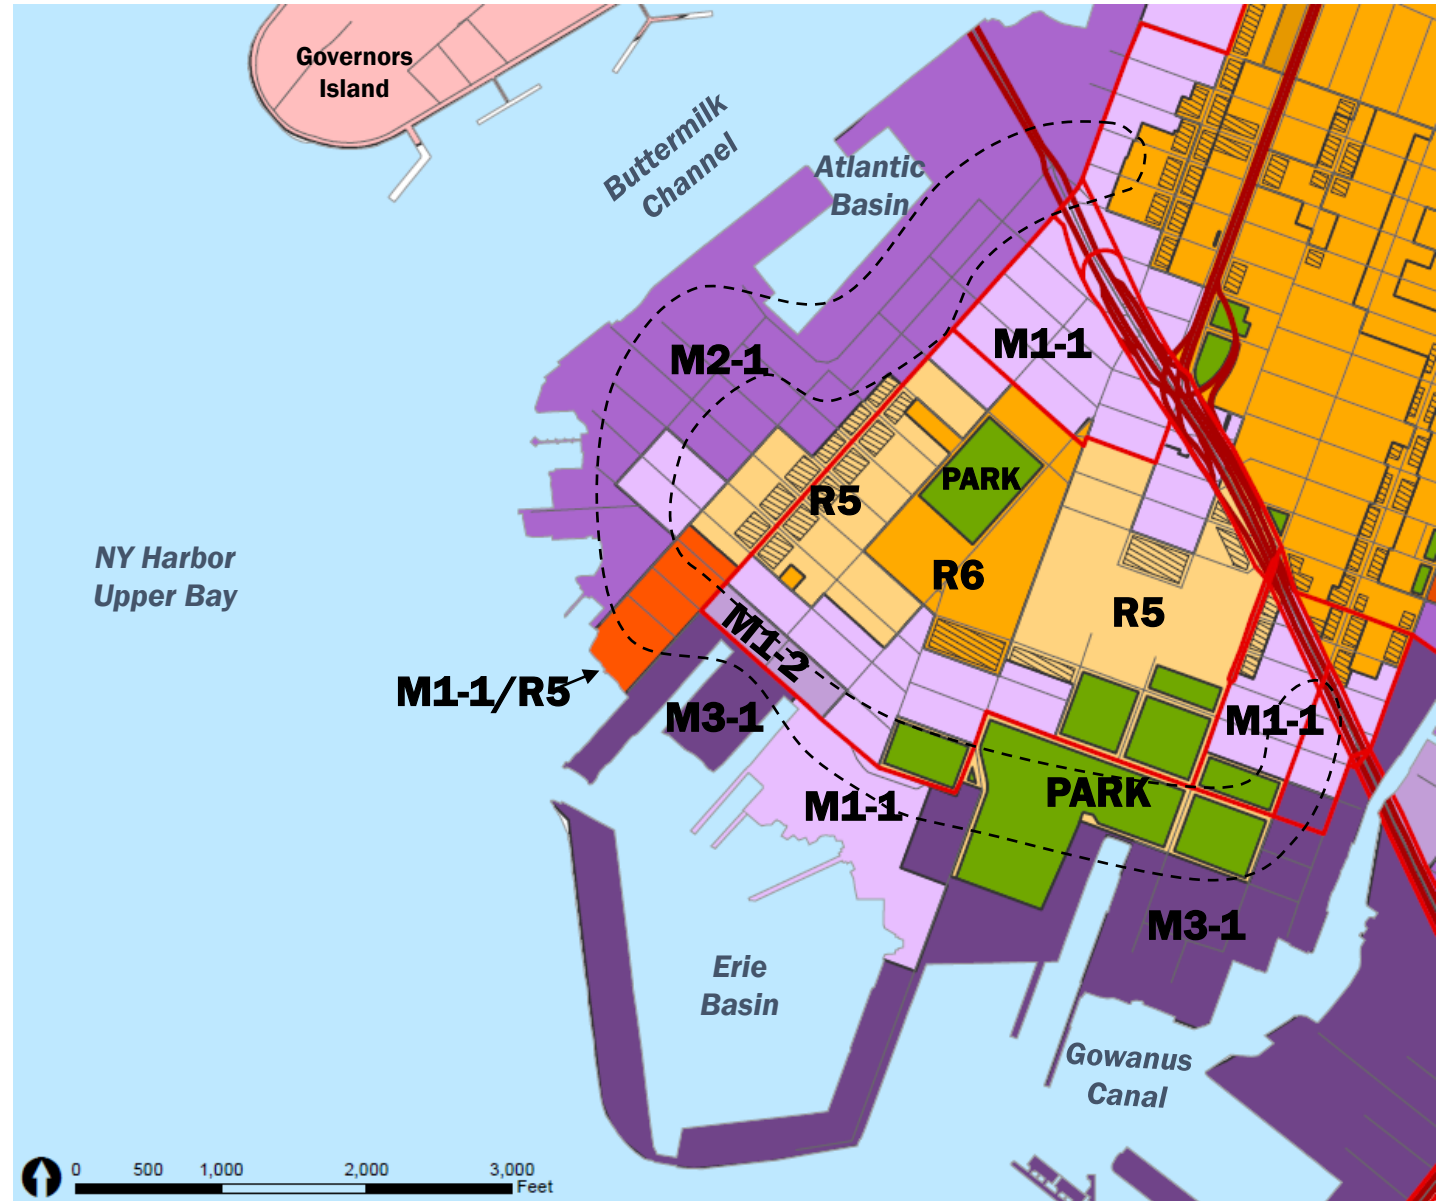 Governors
Island
Buttermilk
Channel
Atlantic
Basin
M2-1
M1-1
PARK
R5
R6
R5
NY Harbor
Upper Bay
M1-2
M1-1/R5
M3-1
M1-1
PARK
M1-1
M3-1
Erie
Basin
Gowanus
Canal
0 500 1,000 2,000 3,000
Feet